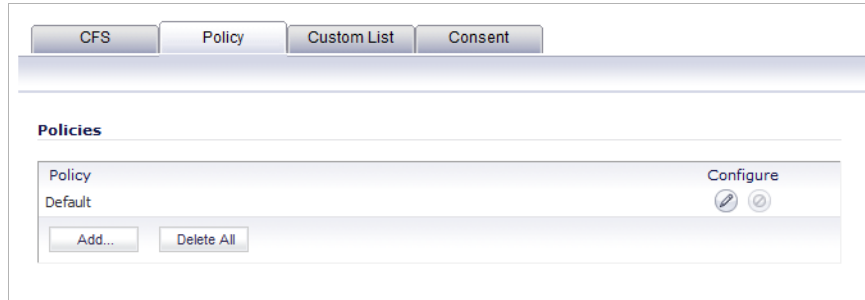 CFS Policy Custom List Consent
Policies
Policy Configure
Default
Add... Delete All